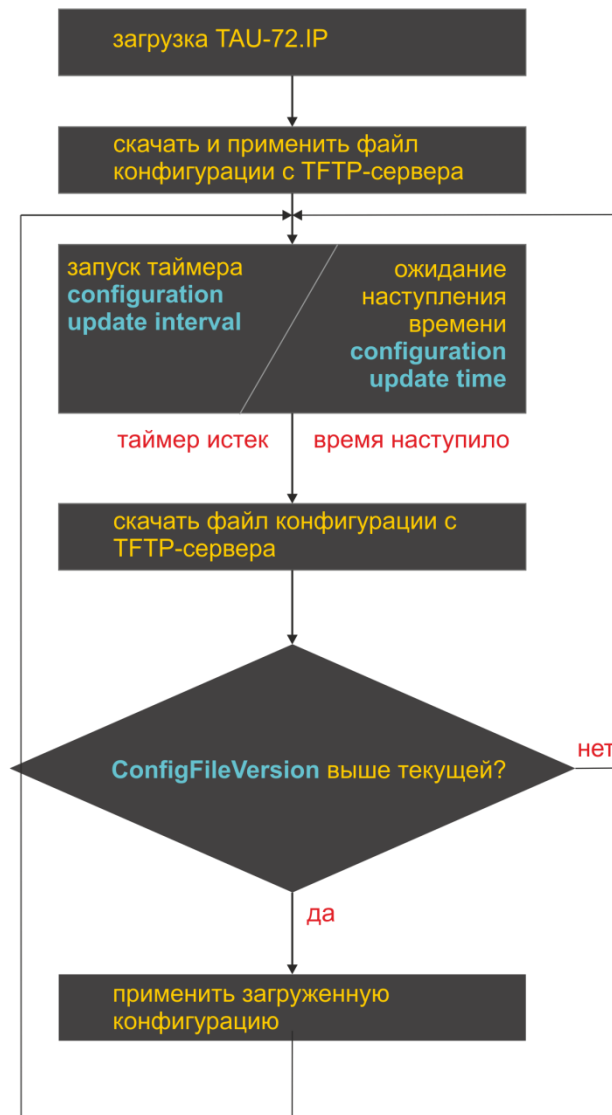 загрузка TAU-72.IP
скачать и применить файл
конфигурации с TFTP-сервера
запуск таймера
configuration
update interval
ожидание
наступления
времени
configuration
update time
таймер истек
время наступило
скачать файл конфигурации с
TFTP-сервера
ConfigFileVersion выше текущей?
нет
да
применить загруженную
конфигурацию